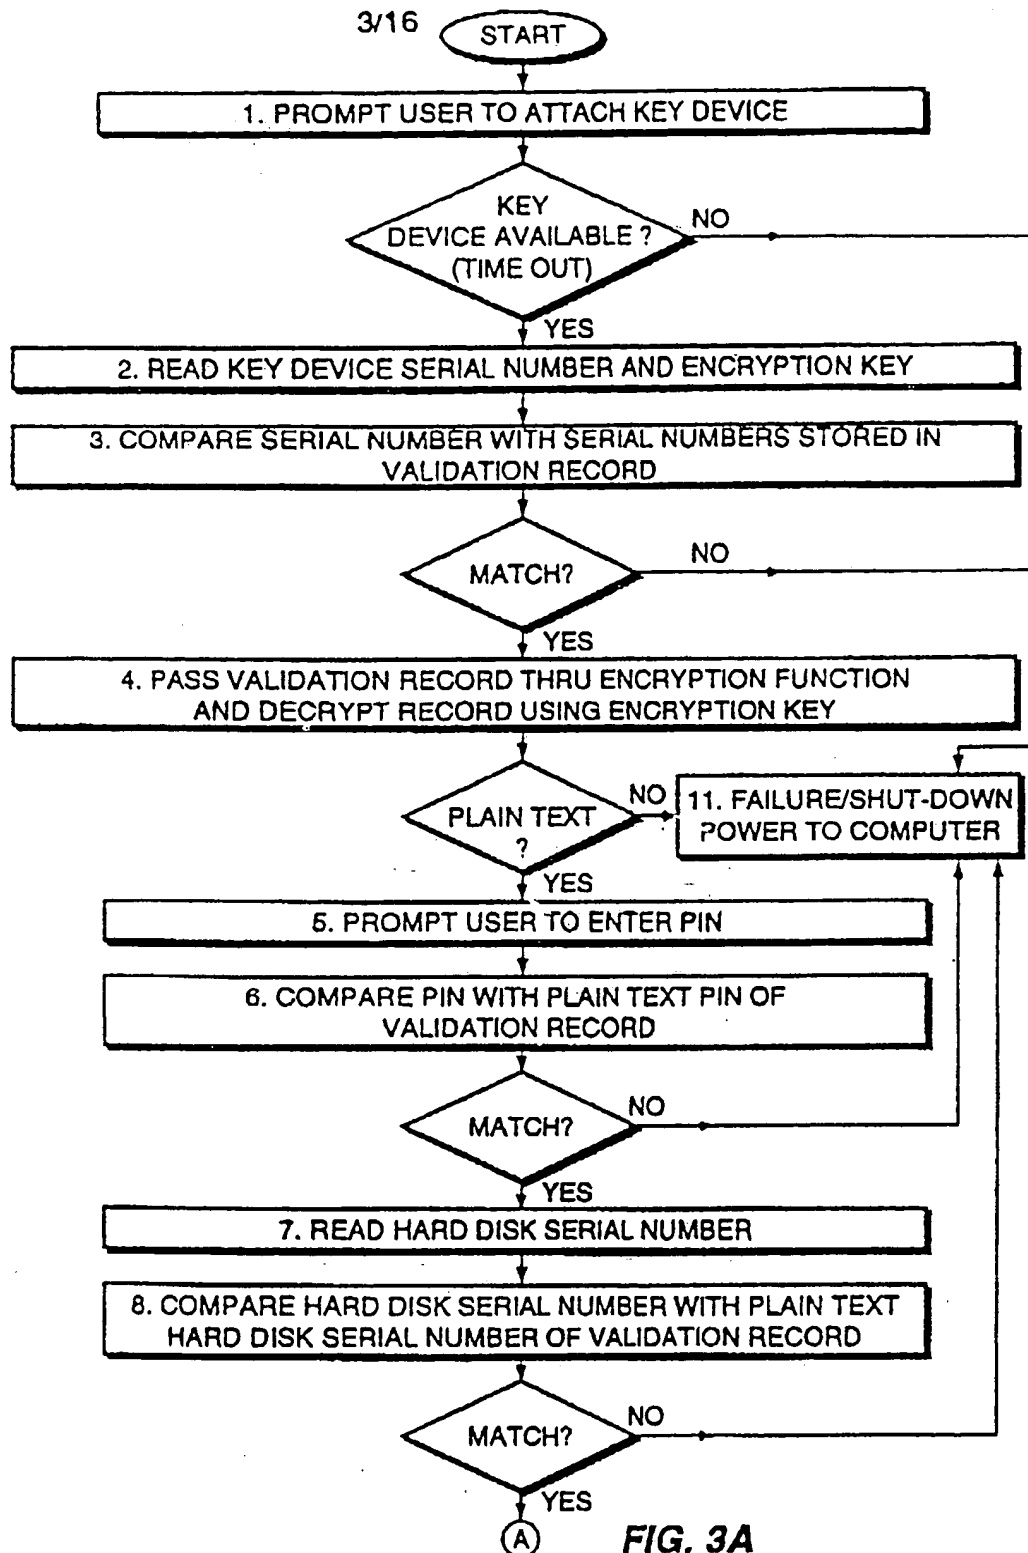 3/16
START
1. PROMPT USER TO ATTACH KEY DEVICE
KEY
DEVICE AVAILABLE ?
(TIME OUT)
NO
YES
2. READ KEY DEVICE SERIAL NUMBER AND ENCRYPTION KEY
3. COMPARE SERIAL NUMBER WITH SERIAL NUMBERS STORED IN
VALIDATION RECORD
MATCH?
NO
YES
4. PASS VALIDATION RECORD THRU ENCRYPTION FUNCTION
AND DECRYPT RECORD USING ENCRYPTION KEY
PLAIN TEXT
?
NO
11. FAILURE/SHUT-DOWN
POWER TO COMPUTER
YES
5. PROMPT USER TO ENTER PIN
6. COMPARE PIN WITH PLAIN TEXT PIN OF
VALIDATION RECORD
MATCH?
NO
YES
7. READ HARD DISK SERIAL NUMBER
8. COMPARE HARD DISK SERIAL NUMBER WITH PLAIN TEXT
HARD DISK SERIAL NUMBER OF VALIDATION RECORD
MATCH?
NO
YES
A
FIG. 3A